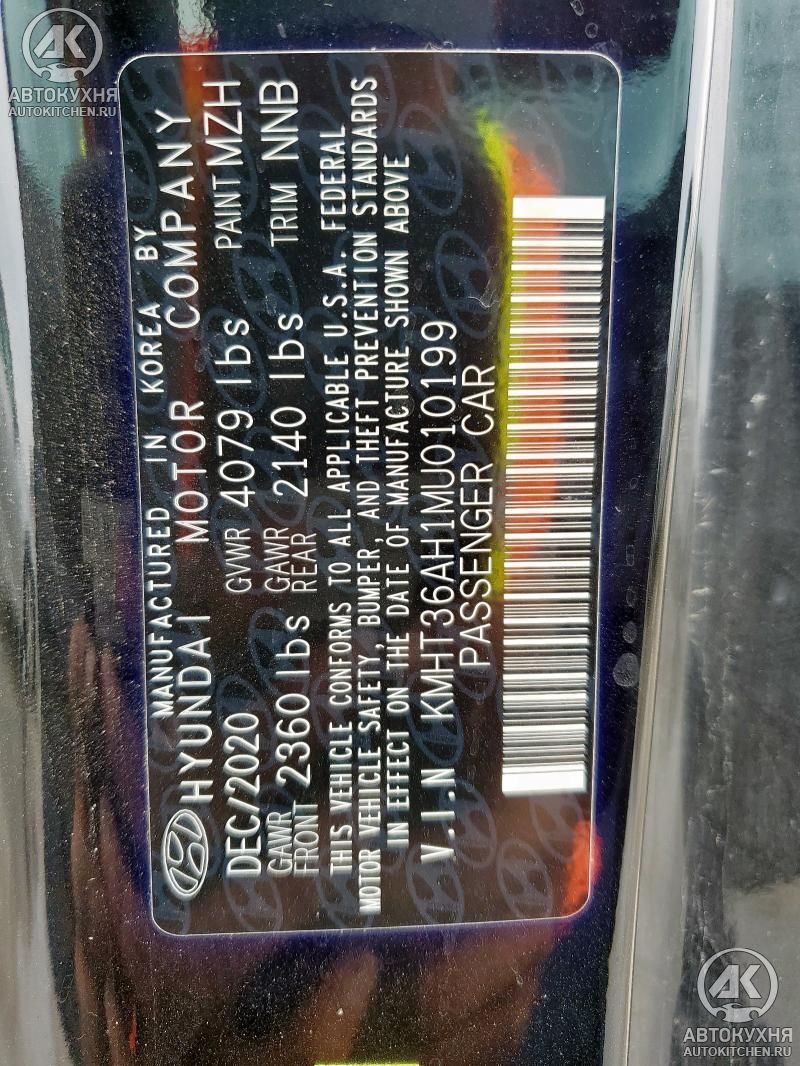 AK
АВТОКУХНЯ
AUTOKITCHEN.RU
MANUFACTURED IN KOREA BY
HYUNDAI MOTOR COMPANY
DEC/2020 GVWR 4079 lbs PAINT MZH
GAWR FRONT 2360 lbs GAWR REAR 2140 lbs TRIM NNB
THIS VEHICLE CONFORMS TO ALL APPLICABLE U.S.A. FEDERAL
MOTOR VEHICLE SAFETY, BUMPER, AND THEFT PREVENTION STANDARDS
IN EFFECT ON THE DATE OF MANUFACTURE SHOWN ABOVE
V.I.N KMHT36AH1MU010199
PASSENGER CAR
AK
АВТОКУХНЯ
AUTOKITCHEN.RU